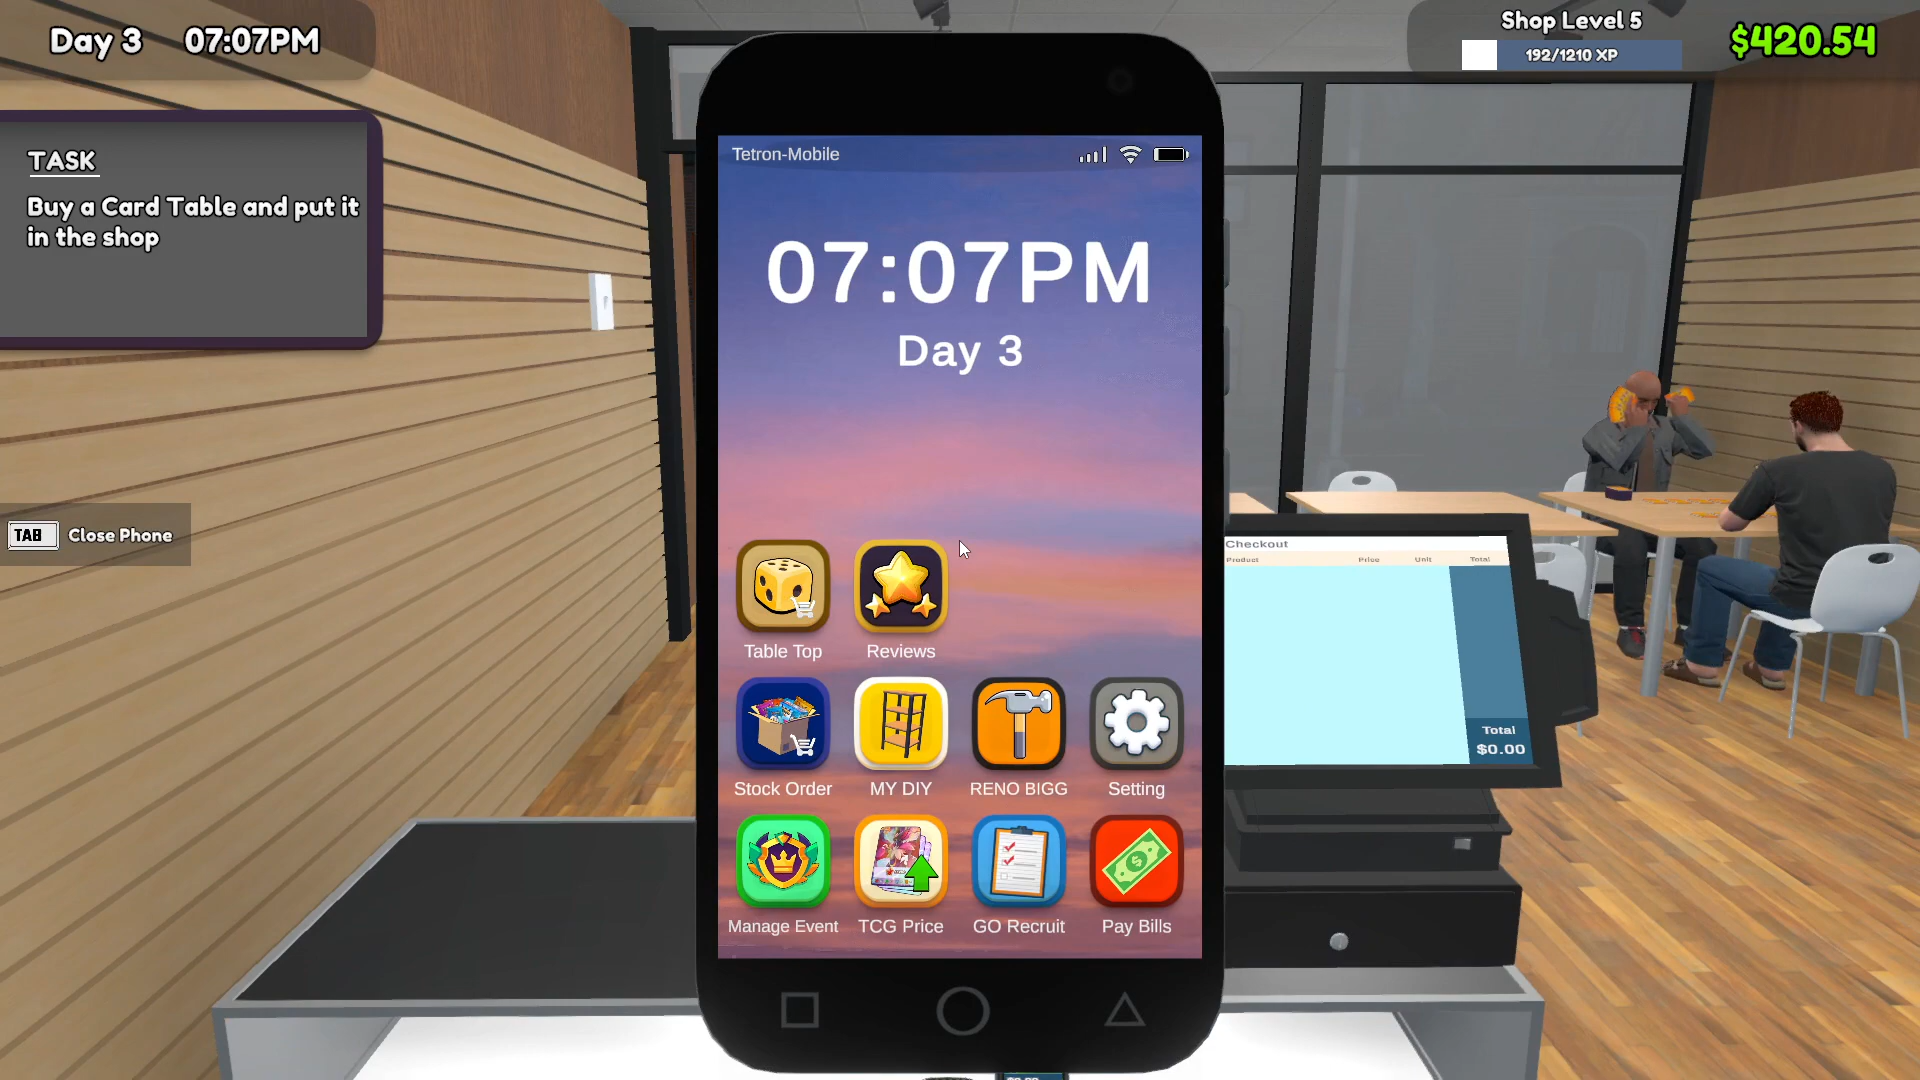 Day 3 07:07PM
Shop Level 5
192/1210 XP
$420.54
TASK
Buy a Card Table and put it
in the shop
TAB Close Phone
Tetron-Mobile
07:07PM
Day 3
Table Top
Reviews
Stock Order
MY DIY
RENO BIGG
Setting
Manage Event
TCG Price
GO Recruit
Pay Bills
Checkout
Product Price Unit Total
Total
$0.00